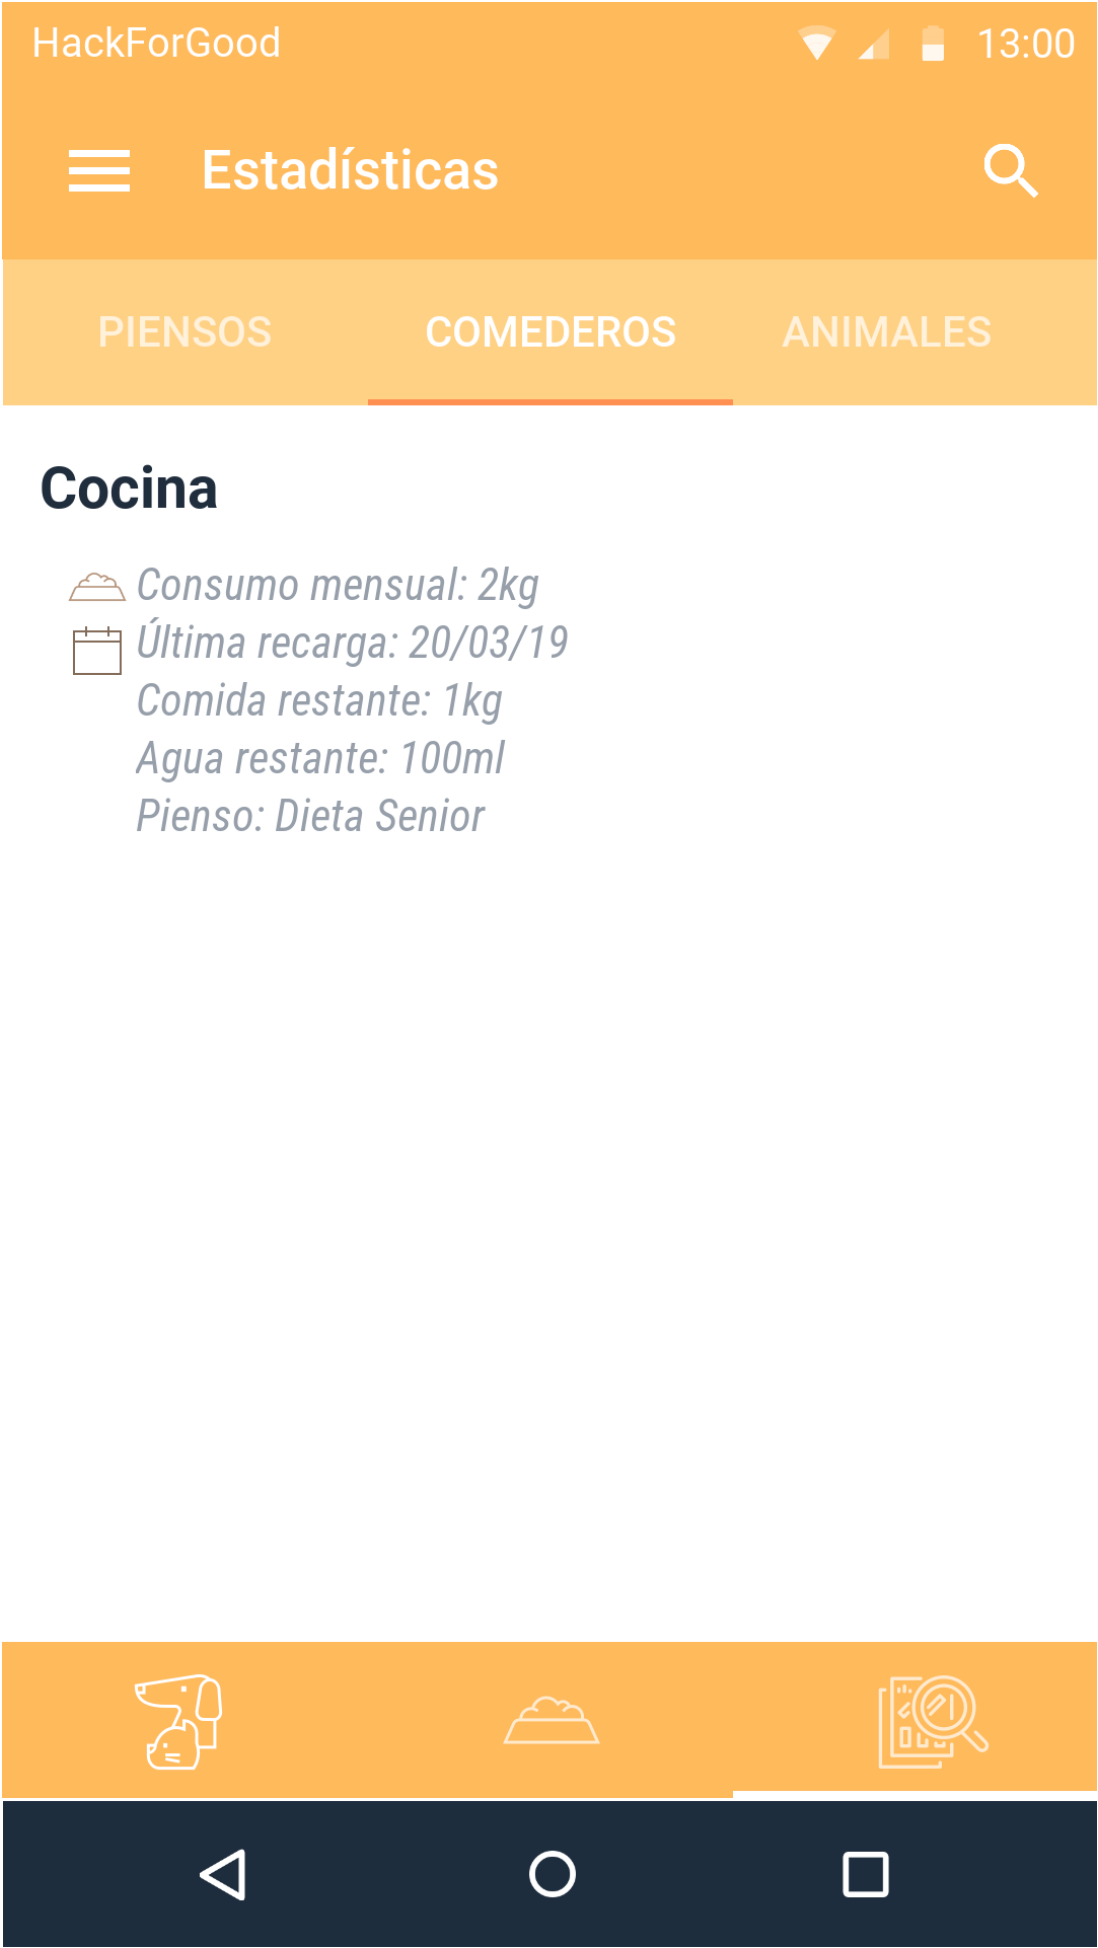 HackForGood 13:00
Estadísticas
PIENSOS COMEDEROS ANIMALES
Cocina
Consumo mensual: 2kg
Última recarga: 20/03/19
Comida restante: 1kg
Agua restante: 100ml
Pienso: Dieta Senior